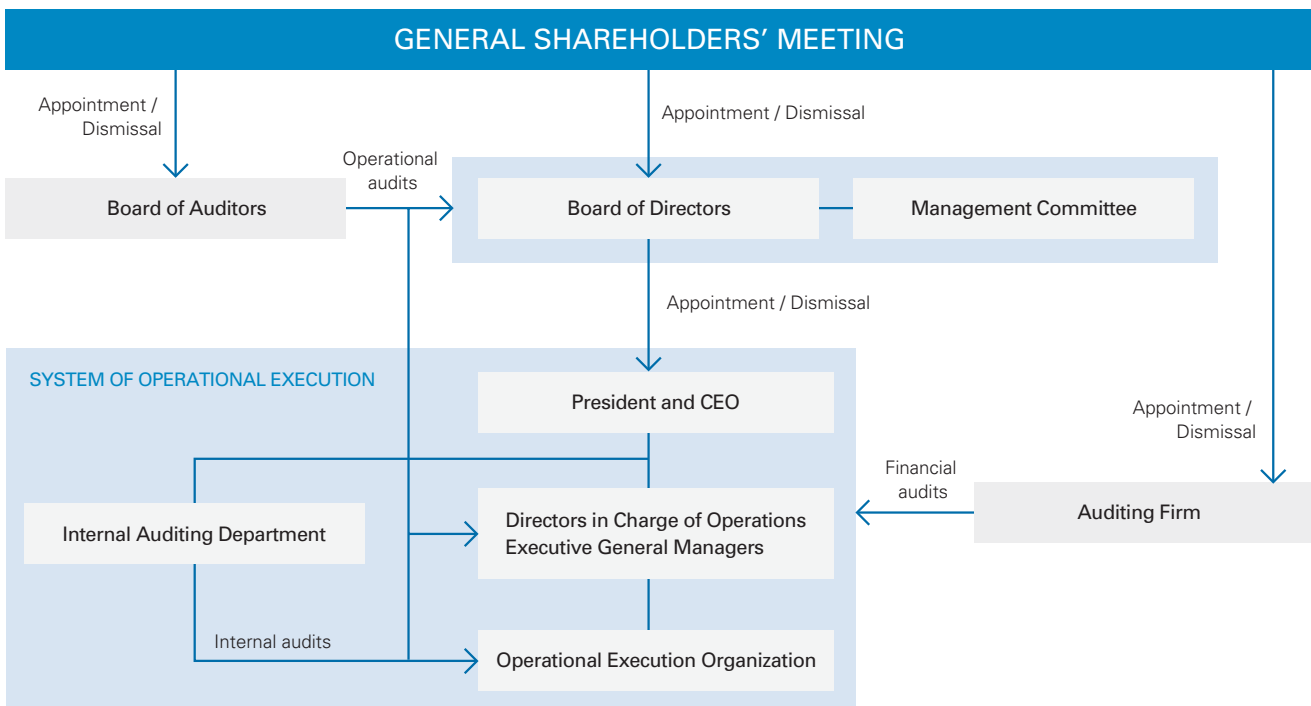 GENERAL SHAREHOLDERS' MEETING
Appointment /
Dismissal
Appointment / Dismissal
Operational
audits
Board of Auditors
Board of Directors
Management Committee
Appointment / Dismissal
SYSTEM OF OPERATIONAL EXECUTION
President and CEO
Appointment /
Dismissal
Financial
audits
Internal Auditing Department
Directors in Charge of Operations
Executive General Managers
Auditing Firm
Internal audits
Operational Execution Organization